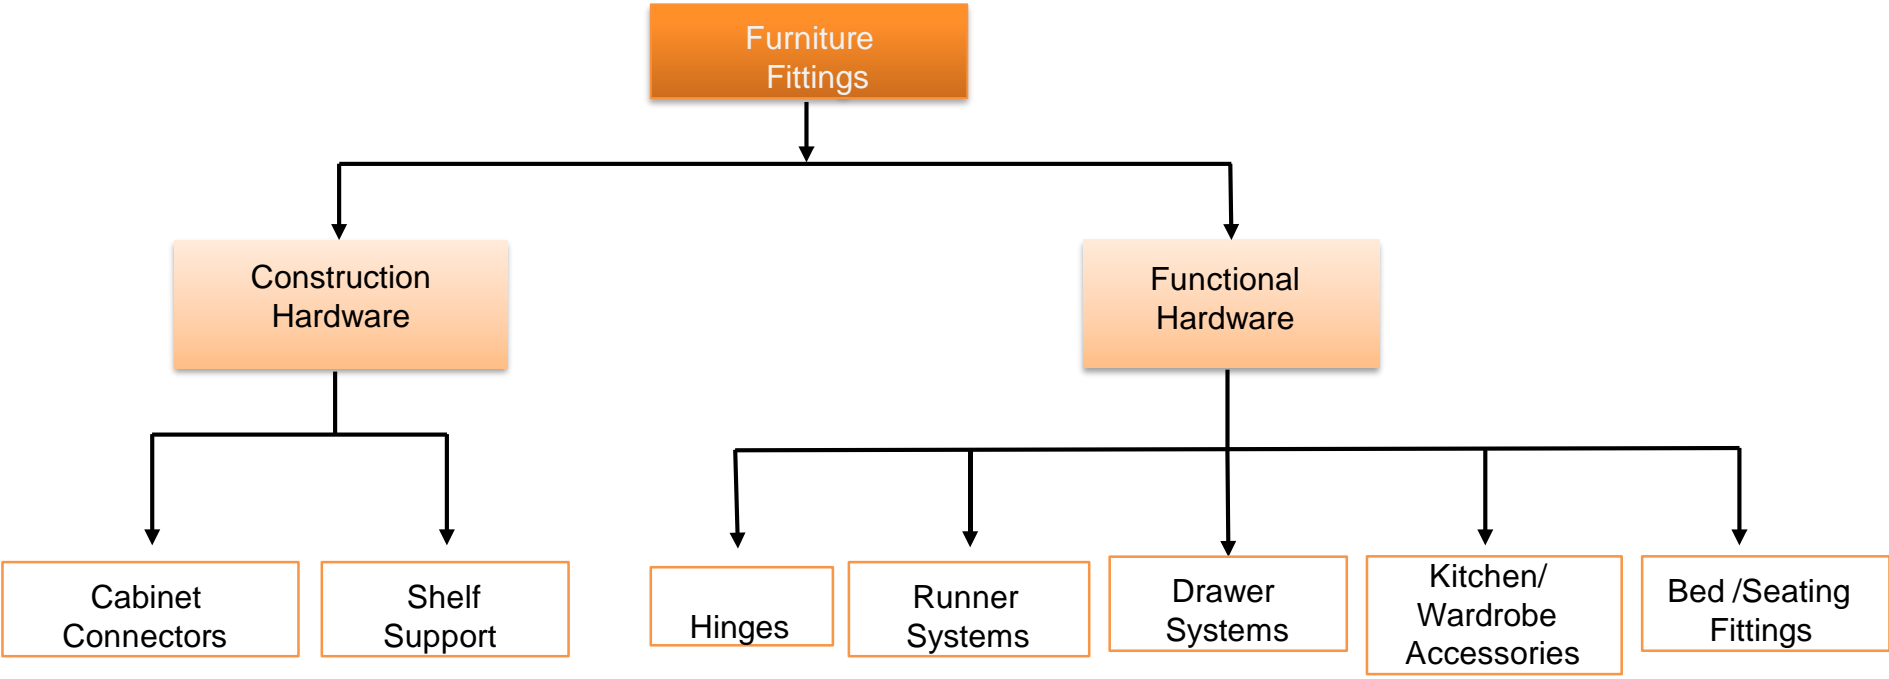 Furniture
Fittings
Construction
Hardware
Functional
Hardware
Cabinet
Connectors
Shelf
Support
Hinges
Runner
Systems
Drawer
Systems
Kitchen/
Wardrobe
Accessories
Bed /Seating
Fittings